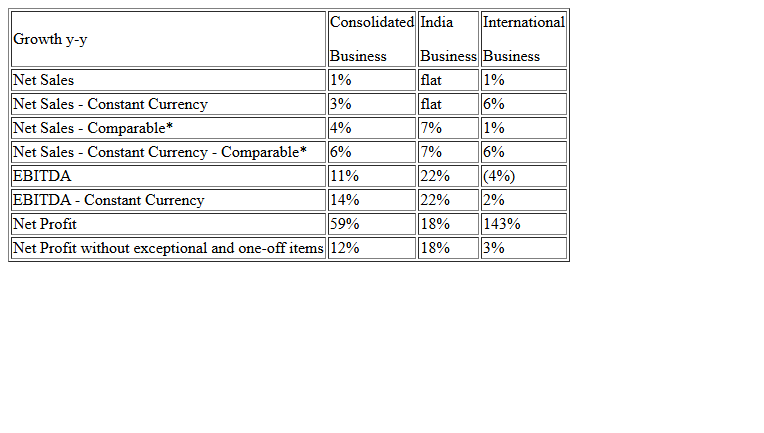 Growth y-y Consolidated Business India Business International Business
Net Sales 1% flat 1%
Net Sales - Constant Currency 3% flat 6%
Net Sales - Comparable* 4% 7% 1%
Net Sales - Constant Currency - Comparable* 6% 7% 6%
EBITDA 11% 22% (4%)
EBITDA - Constant Currency 14% 22% 2%
Net Profit 59% 18% 143%
Net Profit without exceptional and one-off items 12% 18% 3%